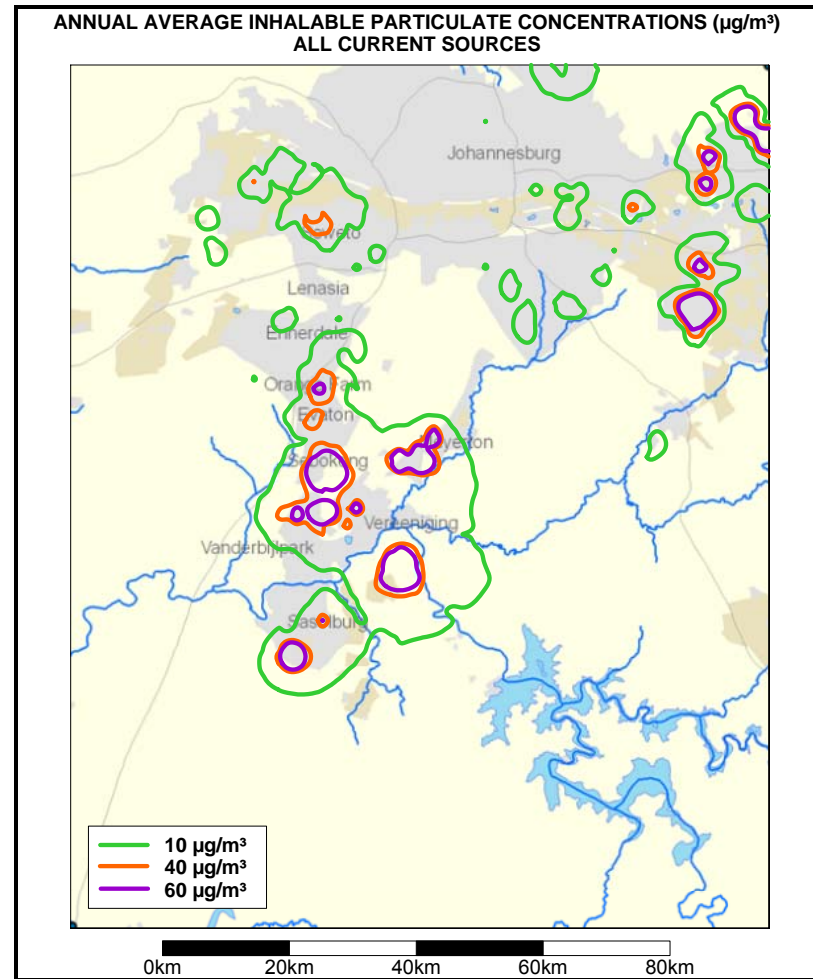 ANNUAL AVERAGE INHALABLE PARTICULATE CONCENTRATIONS (µg/m³)
ALL CURRENT SOURCES
Johannesburg
Soweto
Lenasia
Ennerdale
Orange Farm
Evaton
Meyerton
Sebokeng
Vereeniging
Vanderbijlpark
Sasolburg
10 µg/m³
40 µg/m³
60 µg/m³
0km 20km 40km 60km 80km